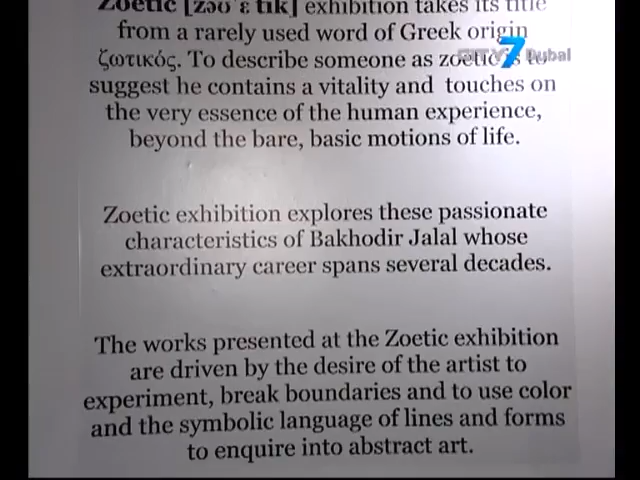 Zoetic [zəʊˈɛtik] exhibition takes its title
from a rarely used word of Greek origin
ζωτικός. To describe someone as zoetic is to
suggest he contains a vitality and touches on
the very essence of the human experience,
beyond the bare, basic motions of life.
Zoetic exhibition explores these passionate
characteristics of Bakhodir Jalal whose
extraordinary career spans several decades.
The works presented at the Zoetic exhibition
are driven by the desire of the artist to
experiment, break boundaries and to use color
and the symbolic language of lines and forms
to enquire into abstract art.
CITY 7 Dubai